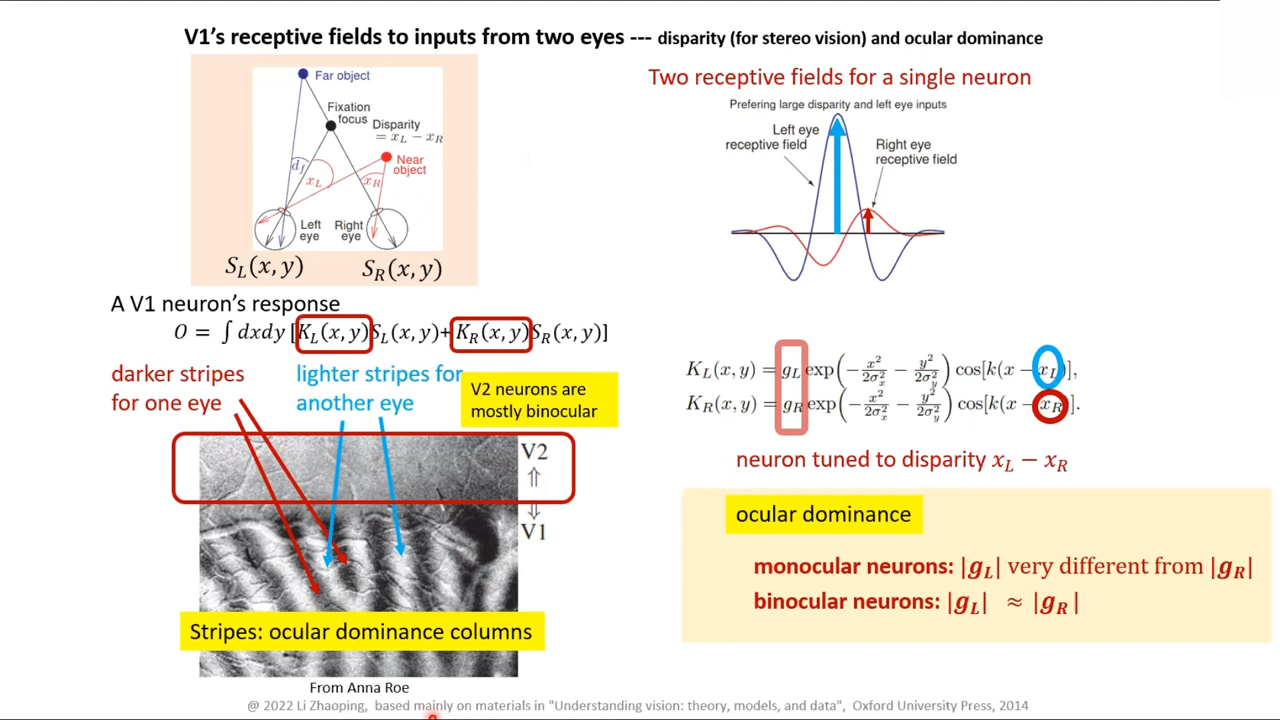 V1's receptive fields to inputs from two eyes --- disparity (for stereo vision) and ocular dominance
Far object
Fixation
focus
Disparity
= x_L − x_R
Near
object
d_f
x_L
x_R
Left
eye
Right
eye
S_L(x, y)
S_R(x, y)
Two receptive fields for a single neuron
Prefering large disparity and left eye inputs
Left eye
receptive field
Right eye
receptive field
A V1 neuron's response
O = ∫ dxdy [K_L(x, y)S_L(x, y)+K_R(x, y)S_R(x, y)]
darker stripes
for one eye
lighter stripes for
another eye
V2 neurons are
mostly binocular
V2
⇑
⇓
V1
Stripes: ocular dominance columns
From Anna Roe
K_L(x, y) = g_L exp(−x²/2σ_x² − y²/2σ_y²) cos[k(x − x_L)],
K_R(x, y) = g_R exp(−x²/2σ_x² − y²/2σ_y²) cos[k(x − x_R)].
neuron tuned to disparity x_L − x_R
ocular dominance
monocular neurons: |g_L| very different from |g_R|
binocular neurons: |g_L| ≈ |g_R|
@ 2022 Li Zhaoping, based mainly on materials in "Understanding vision: theory, models, and data", Oxford University Press, 2014